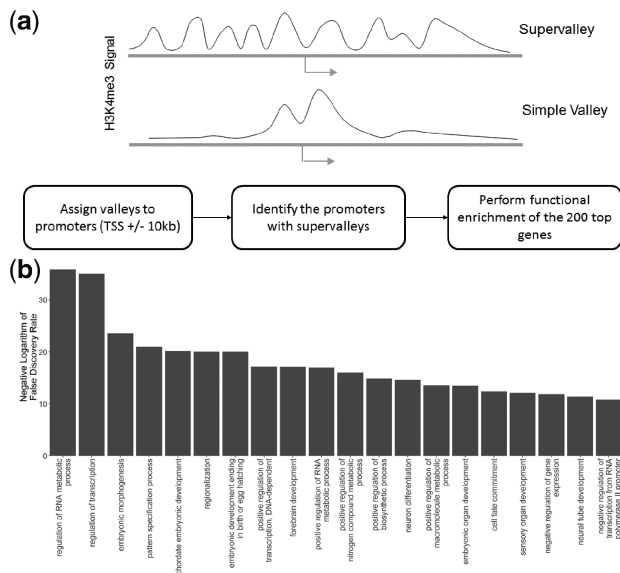 (a)
H3K4me3 Signal
Supervalley
Simple Valley
Assign valleys to
promoters (TSS +/- 10kb)
Identify the promoters
with supervalleys
Perform functional
enrichment of the 200 top
genes
(b)
Negative Logarithm of
False Discovery Rate
30
20
10
0
regulation of RNA metabolic
process
regulation of transcription
embryonic morphogenesis
pattern specification process
chordate embryonic development
regionalization
embryonic development ending
in birth or egg hatching
positive regulation of
transcription, DNA-dependent
forebrain development
positive regulation of RNA
metabolic process
positive regulation of
nitrogen compound metabolic
process
positive regulation of
biosynthetic process
neuron differentiation
positive regulation of
macromolecule metabolic
process
embryonic organ development
cell fate commitment
sensory organ development
negative regulation of gene
expression
neural tube development
negative regulation of
transcription from RNA
polymerase II promoter